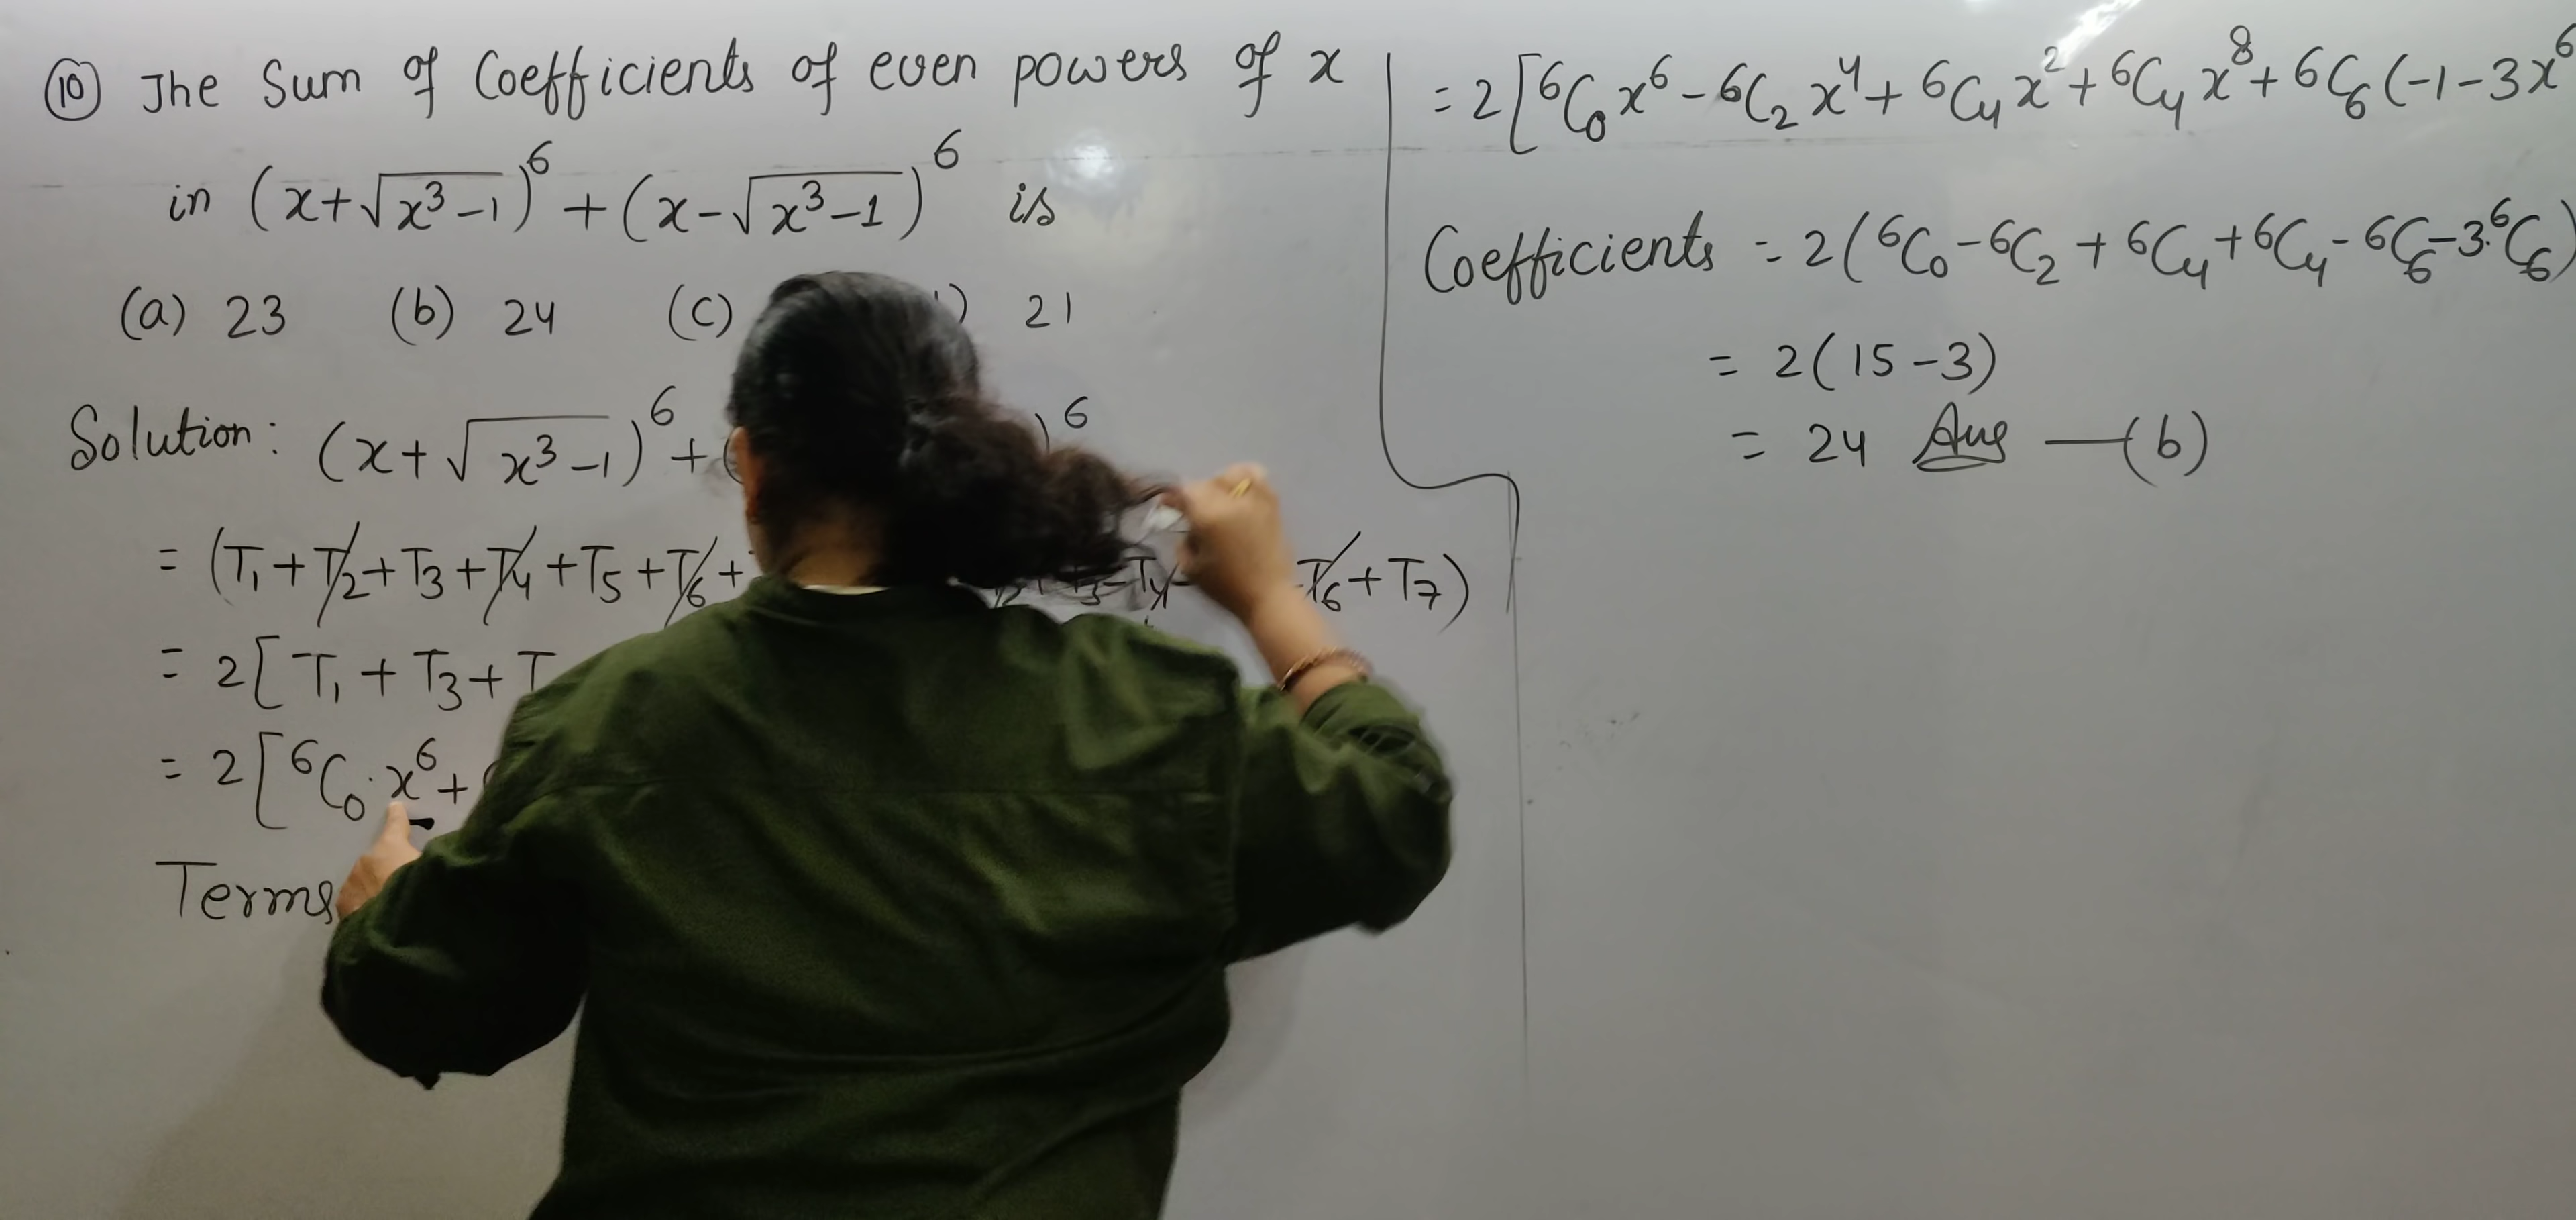 ⑩ The Sum of Coefficients of even powers of x
in (x+√(x³-1))⁶ + (x-√(x³-1))⁶ is
(a) 23 (b) 24 (c) ) 21
Solution: (x+√(x³-1))⁶ + ( )⁶
= (T₁+T₂+T₃+T₄+T₅+T₆+ T₃-T₄- T₆+T₇)
= 2[T₁+T₃+T
= 2[⁶C₀·x⁶+
Terms
= 2[⁶C₀x⁶-⁶C₂x⁴+⁶C₄x²+⁶C₄x⁸+⁶C₆(-1-3x⁶
Coefficients = 2(⁶C₀-⁶C₂+⁶C₄+⁶C₄-⁶C₆-3·⁶C₆)
= 2(15-3)
= 24 Ans —(b)